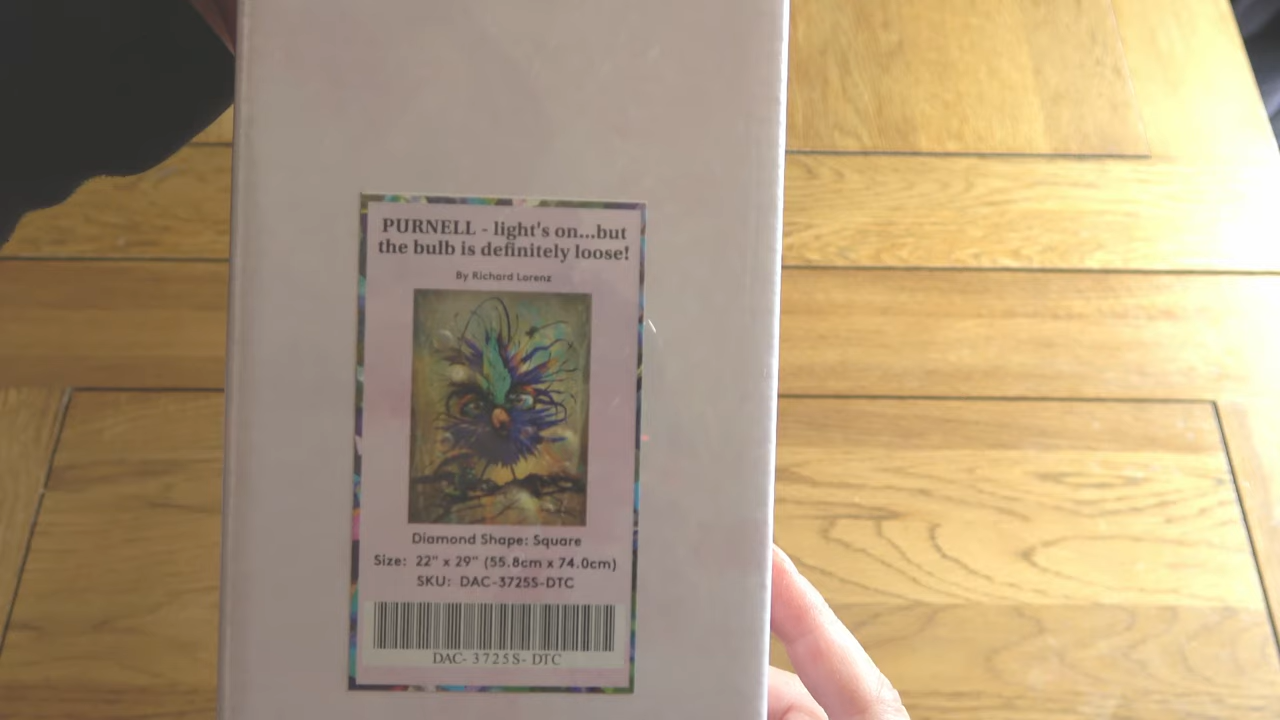 PURNELL - light's on...but
the bulb is definitely loose!
By Richard Lorenz
Diamond Shape: Square
Size: 22" x 29" (55.8cm x 74.0cm)
SKU: DAC-3725S-DTC
DAC- 3725S- DTC